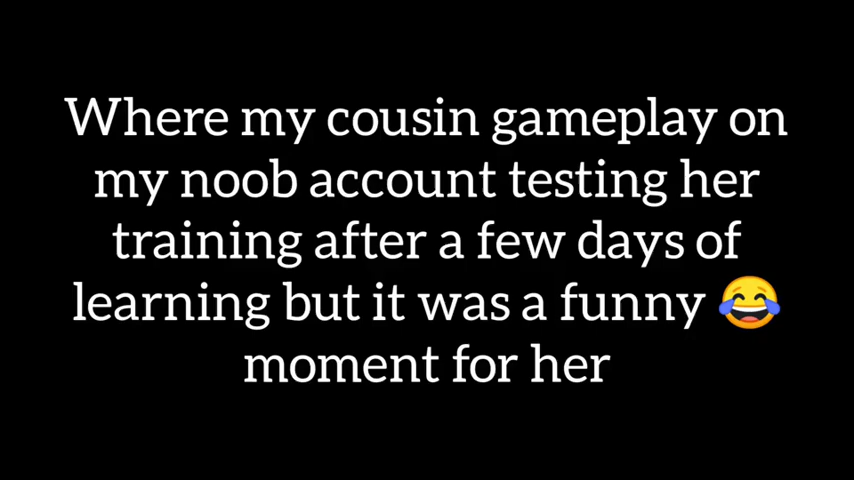 Where my cousin gameplay on
my noob account testing her
training after a few days of
learning but it was a funny 😂
moment for her